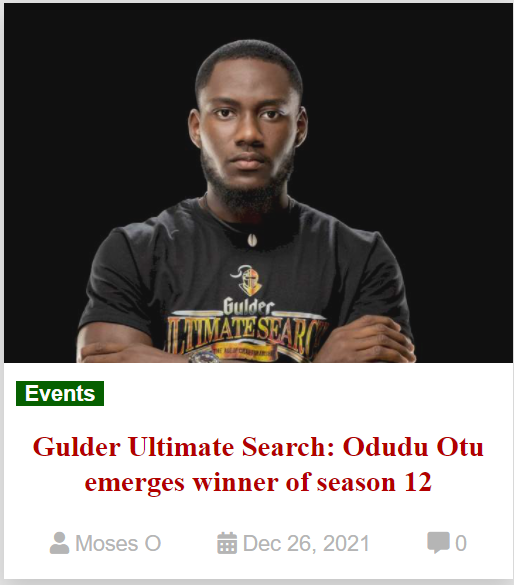 Gulder
ULTIMATE SEARC
Events
Gulder Ultimate Search: Odudu Otu
emerges winner of season 12
Moses O
Dec 26, 2021
0